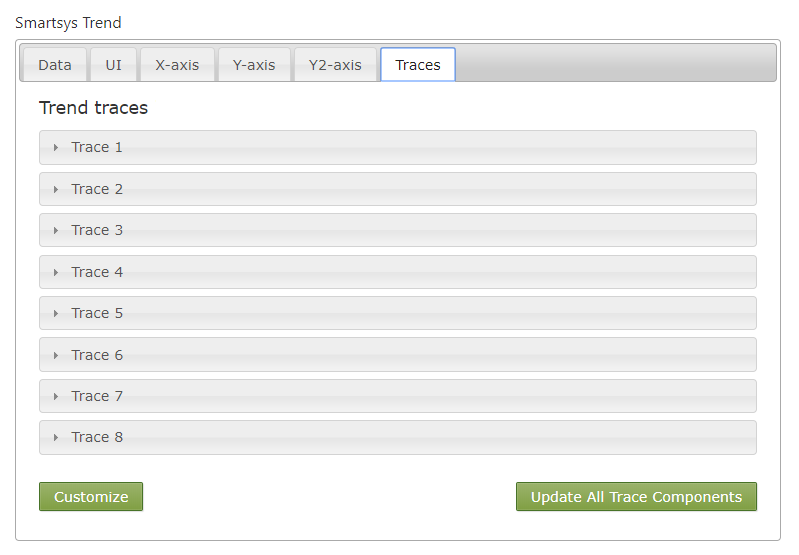 Smartsys Trend
Data UI X-axis Y-axis Y2-axis Traces
Trend traces
Trace 1
Trace 2
Trace 3
Trace 4
Trace 5
Trace 6
Trace 7
Trace 8
Customize Update All Trace Components